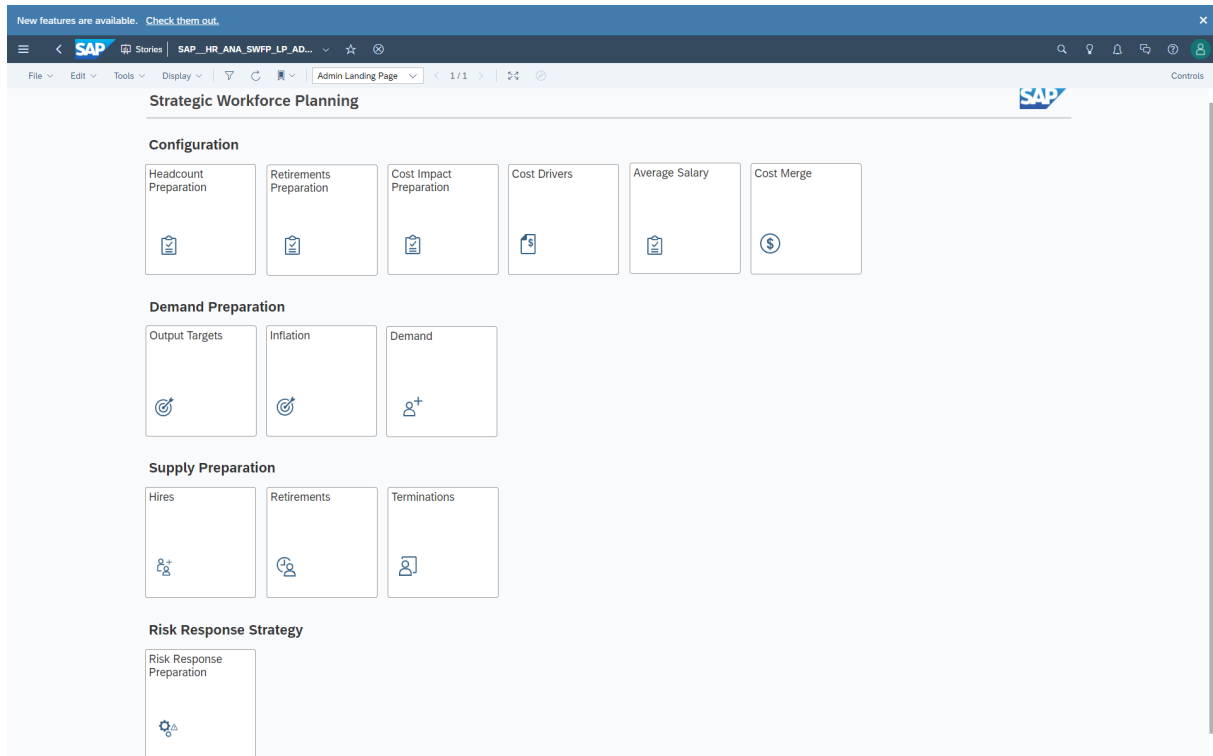 New features are available. Check them out.
SAP Stories SAP__HR_ANA_SWFP_LP_AD...
File Edit Tools Display Admin Landing Page 1/1 Controls
Strategic Workforce Planning SAP
Configuration
Headcount
Preparation
Retirements
Preparation
Cost Impact
Preparation
Cost Drivers
Average Salary
Cost Merge
$
$
Demand Preparation
Output Targets
Inflation
Demand
Supply Preparation
Hires
Retirements
Terminations
Risk Response Strategy
Risk Response
Preparation